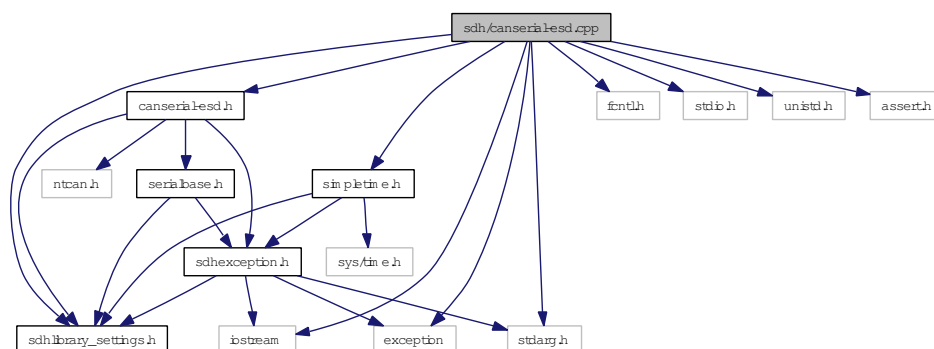 sdh/canserial-esd.cpp
canserial-esd.h
fcntl.h
stdio.h
unistd.h
assert.h
ntcan.h
serialbase.h
simpletime.h
sdhexception.h
sys/time.h
sdhlibrary_settings.h
iostream
exception
stdarg.h